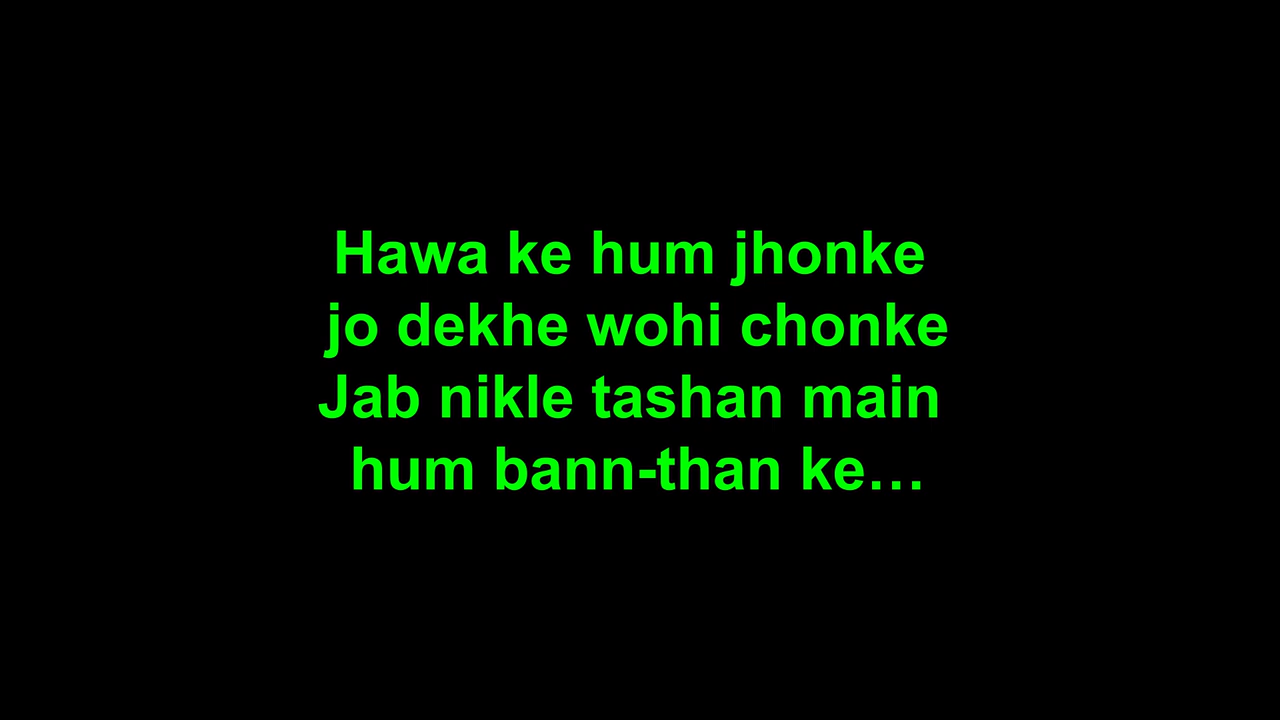 Hawa ke hum jhonke
jo dekhe wohi chonke
Jab nikle tashan main
hum bann-than ke…